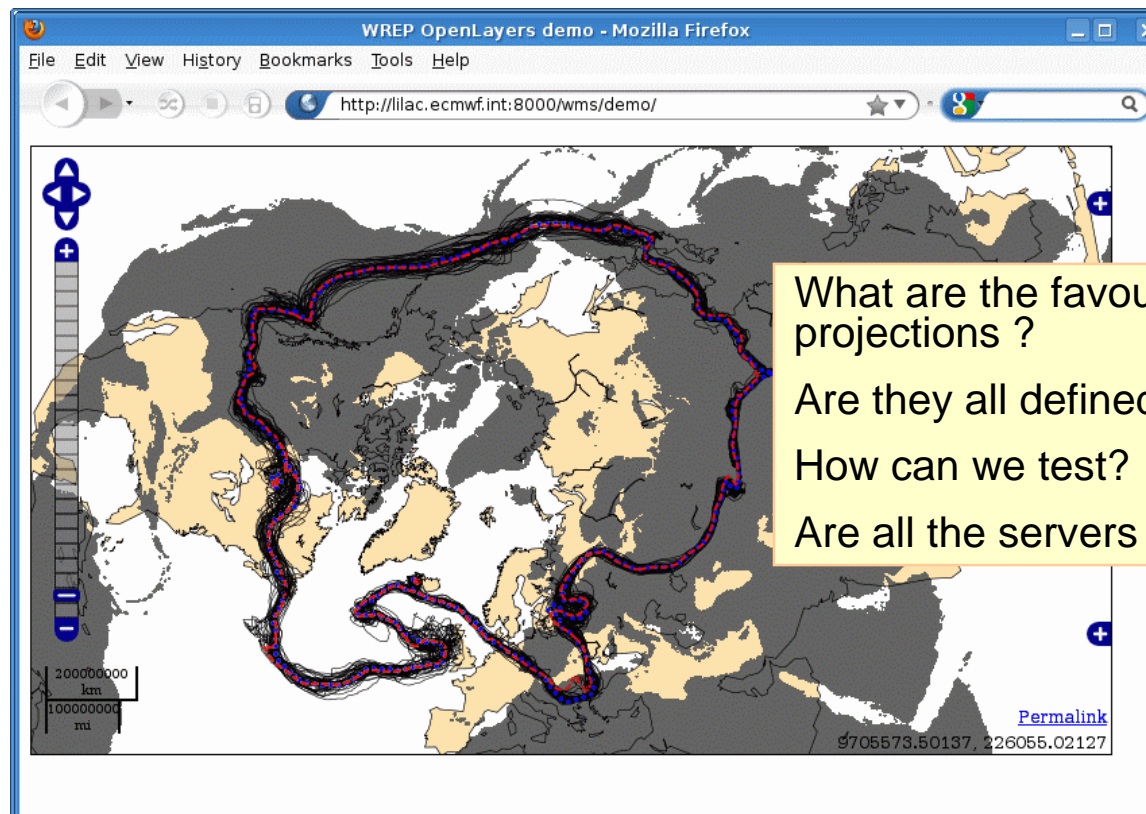 WREP OpenLayers demo - Mozilla Firefox
File Edit View History Bookmarks Tools Help
http://lilac.ecmwf.int:8000/wms/demo/
What are the favou
projections ?
Are they all defined
How can we test?
Are all the servers
200000000
km
100000000
mi
Permalink
9705573.50137, 226055.02127